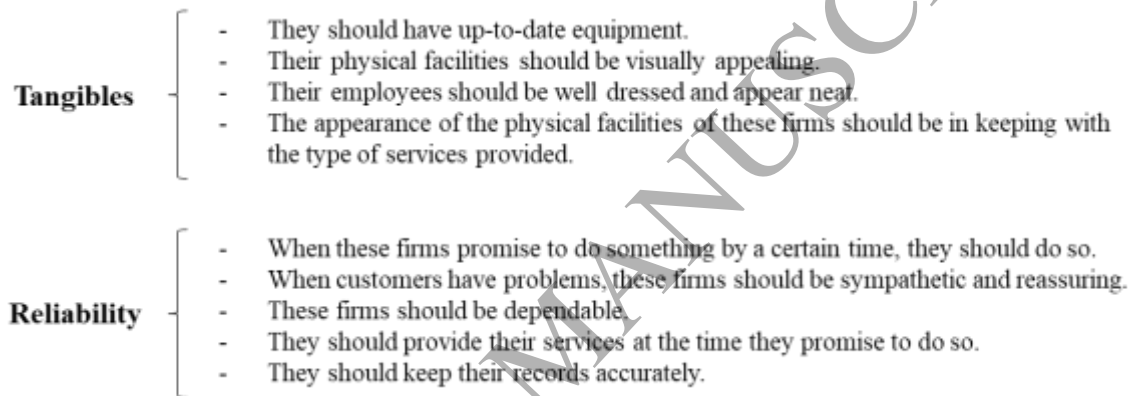 Tangibles
- They should have up-to-date equipment.
- Their physical facilities should be visually appealing.
- Their employees should be well dressed and appear neat.
- The appearance of the physical facilities of these firms should be in keeping with
the type of services provided.
Reliability
- When these firms promise to do something by a certain time, they should do so.
- When customers have problems, these firms should be sympathetic and reassuring.
- These firms should be dependable.
- They should provide their services at the time they promise to do so.
- They should keep their records accurately.
MANUSC